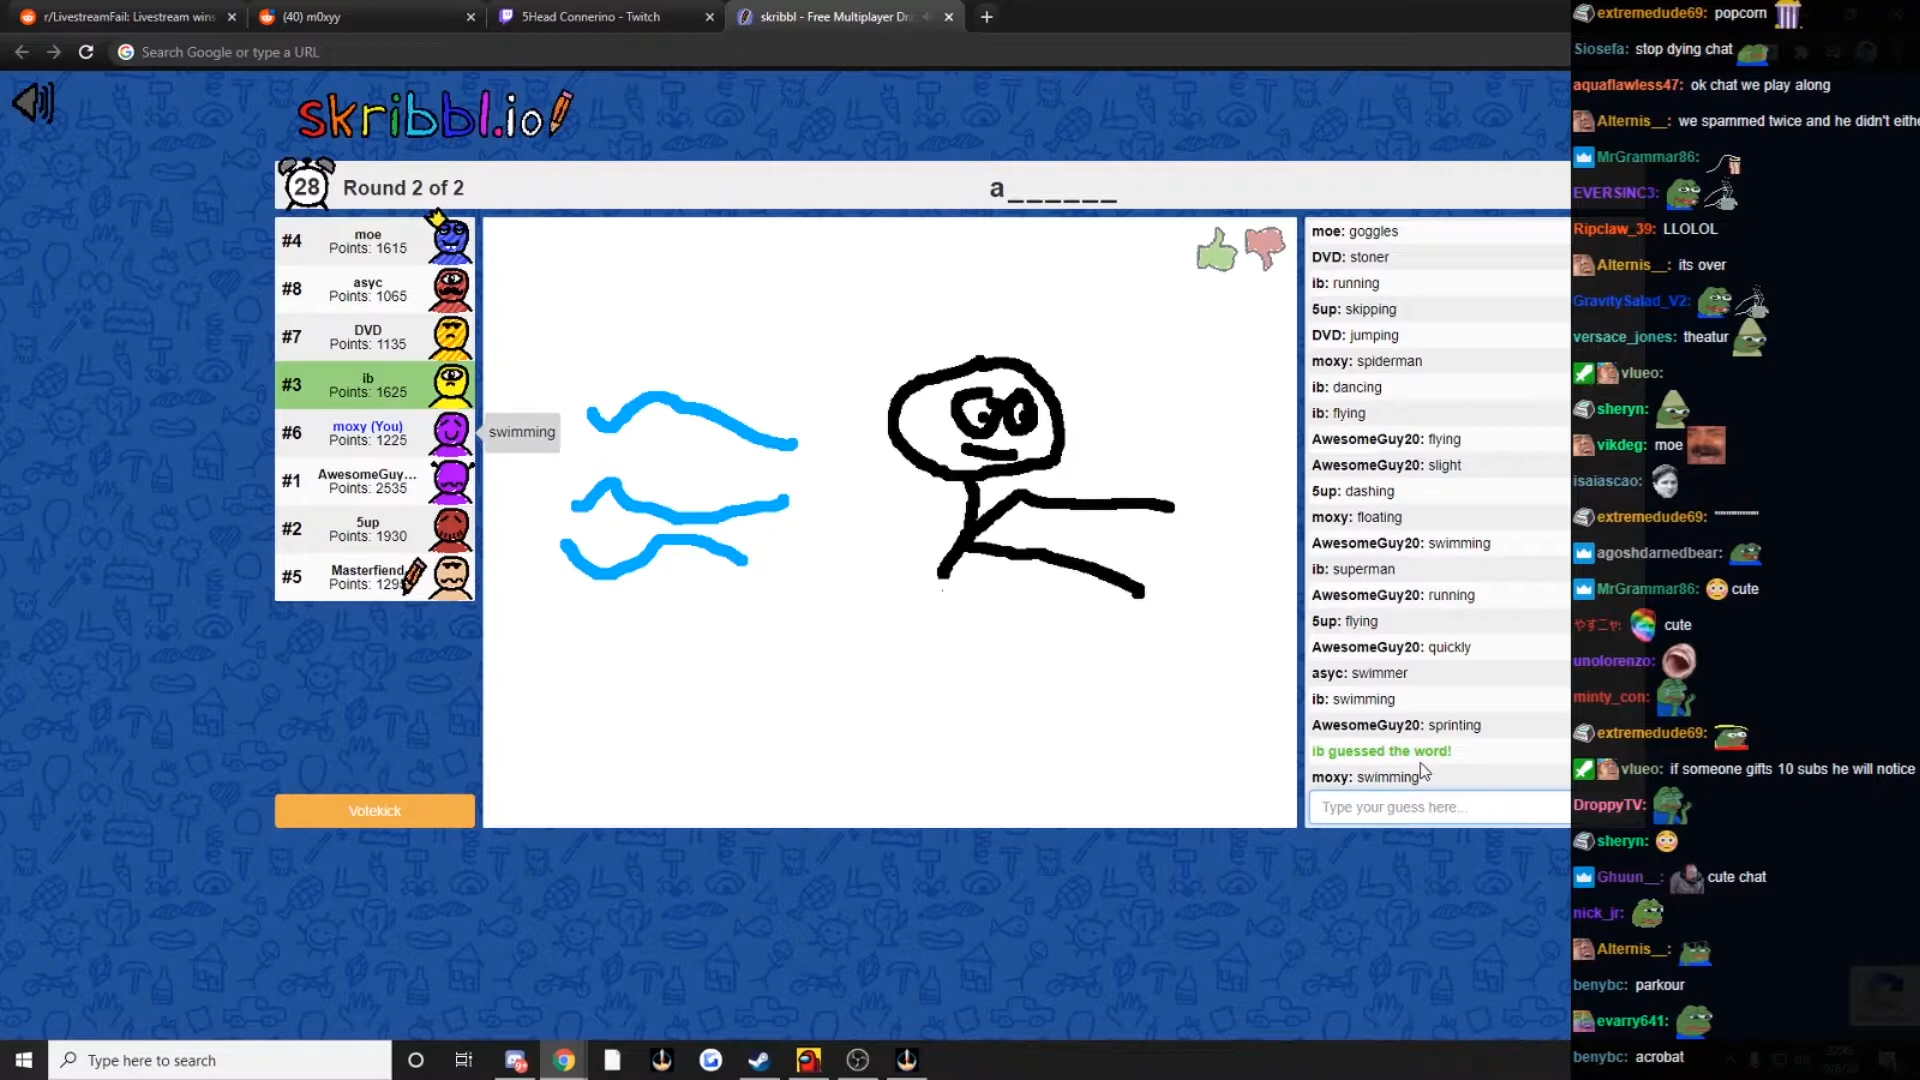 r/LivestreamFail: Livestream wins
(40) m0xyy
5Head Connerino - Twitch
skribbl - Free Multiplayer Dra
Search Google or type a URL
skribbl.io
28
Round 2 of 2
a______
#4 moe
Points: 1615
#8 asyc
Points: 1065
#7 DVD
Points: 1135
#3 ib
Points: 1625
#6 moxy (You)
Points: 1225
swimming
#1 AwesomeGuy...
Points: 2535
#2 5up
Points: 1930
#5 Masterfiend
Points: 1295
Votekick
moe: goggles
DVD: stoner
ib: running
5up: skipping
DVD: jumping
moxy: spiderman
ib: dancing
ib: flying
AwesomeGuy20: flying
AwesomeGuy20: slight
5up: dashing
moxy: floating
AwesomeGuy20: swimming
ib: superman
AwesomeGuy20: running
5up: flying
AwesomeGuy20: quickly
asyc: swimmer
ib: swimming
AwesomeGuy20: sprinting
ib guessed the word!
moxy: swimming
Type your guess here...
extremedude69: popcorn
Siosefa: stop dying chat
aquaflawless47: ok chat we play along
Alternis__: we spammed twice and he didn't eithe
MrGrammar86:
EVERSINC3:
Ripclaw_39: LLOLOL
Alternis__: its over
GravitySalad_V2:
versace_jones: theatur
vlueo:
sheryn:
vikdeg: moe
isaiascao:
extremedude69:
agoshdarnedbear:
MrGrammar86: cute
やすニャ: cute
unolorenzo:
minty_con:
extremedude69:
vlueo: if someone gifts 10 subs he will notice
DroppyTV:
sheryn:
Ghuun__: cute chat
nick_jr:
Alternis__:
benybc: parkour
evarry641:
benybc: acrobat
Type here to search